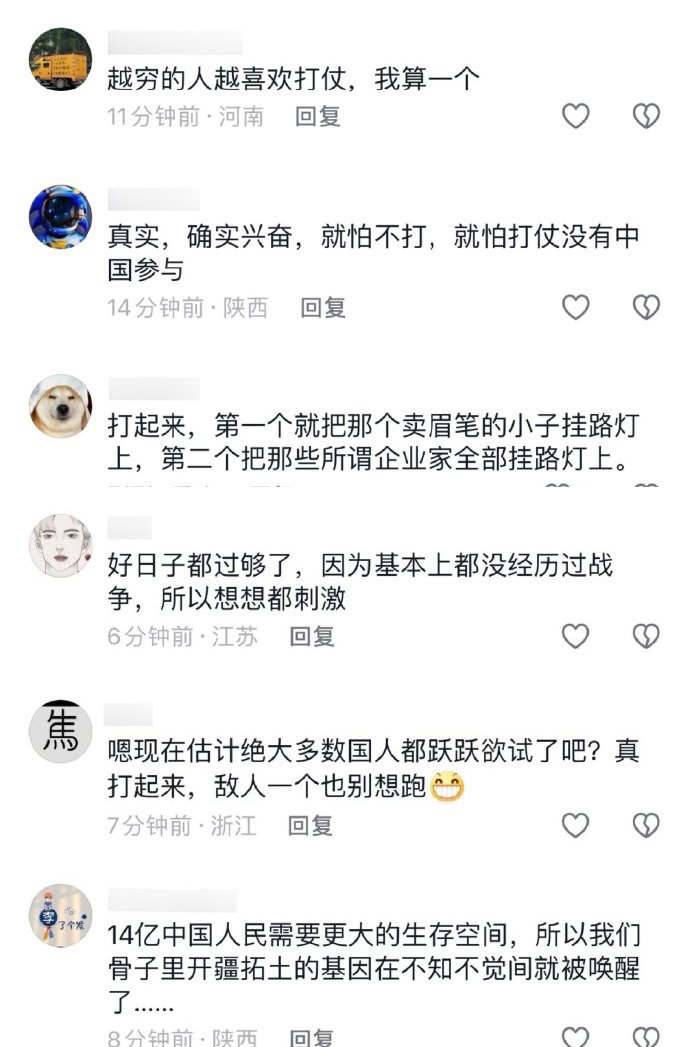 越穷的人越喜欢打仗，我算一个
11分钟前·河南 回复
真实，确实兴奋，就怕不打，就怕打仗没有中
国参与
14分钟前·陕西 回复
打起来，第一个就把那个卖眉笔的小子挂路灯
上，第二个把那些所谓企业家全部挂路灯上。
好日子都过够了，因为基本上都没经历过战
争，所以想想都刺激
6分钟前·江苏 回复
嗯现在估计绝大多数国人都跃跃欲试了吧？真
打起来，敌人一个也别想跑
7分钟前·浙江 回复
14亿中国人民需要更大的生存空间，所以我们
骨子里开疆拓土的基因在不知不觉间就被唤醒
了......
8分钟前·陕西 回复